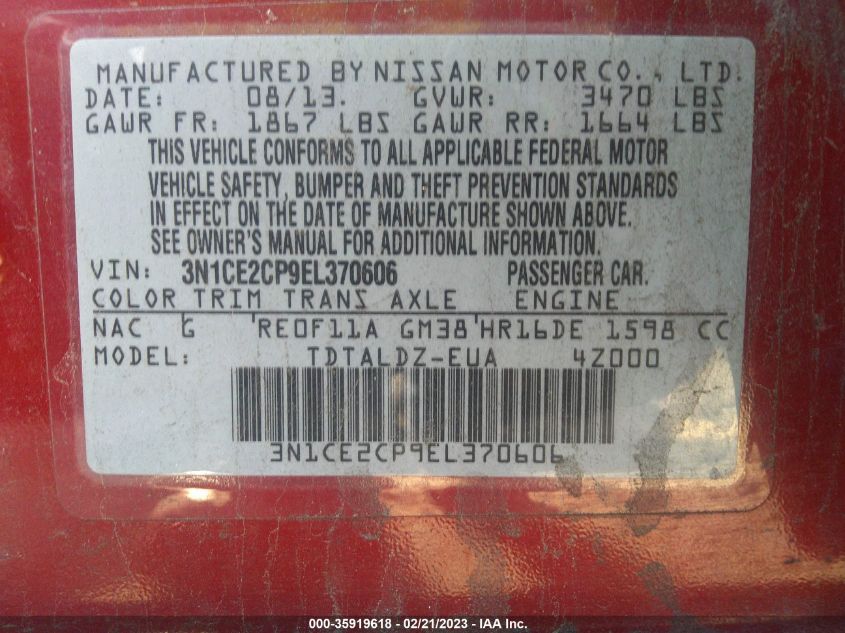 MANUFACTURED BY NISSAN MOTOR CO., LTD.
DATE: 08/13. GVWR: 3470 LBS
GAWR FR: 1867 LBS GAWR RR: 1664 LBS
THIS VEHICLE CONFORMS TO ALL APPLICABLE FEDERAL MOTOR
VEHICLE SAFETY, BUMPER AND THEFT PREVENTION STANDARDS
IN EFFECT ON THE DATE OF MANUFACTURE SHOWN ABOVE.
SEE OWNER'S MANUAL FOR ADDITIONAL INFORMATION.
VIN: 3N1CE2CP9EL370606 PASSENGER CAR.
COLOR TRIM TRANS AXLE ENGINE
NAC G RE0F11A GM38 HR16DE 1598 CC
MODEL: TDTALDZ-EUA 4Z000
3N1CE2CP9EL370606
000-35919618 - 02/21/2023 - IAA Inc.